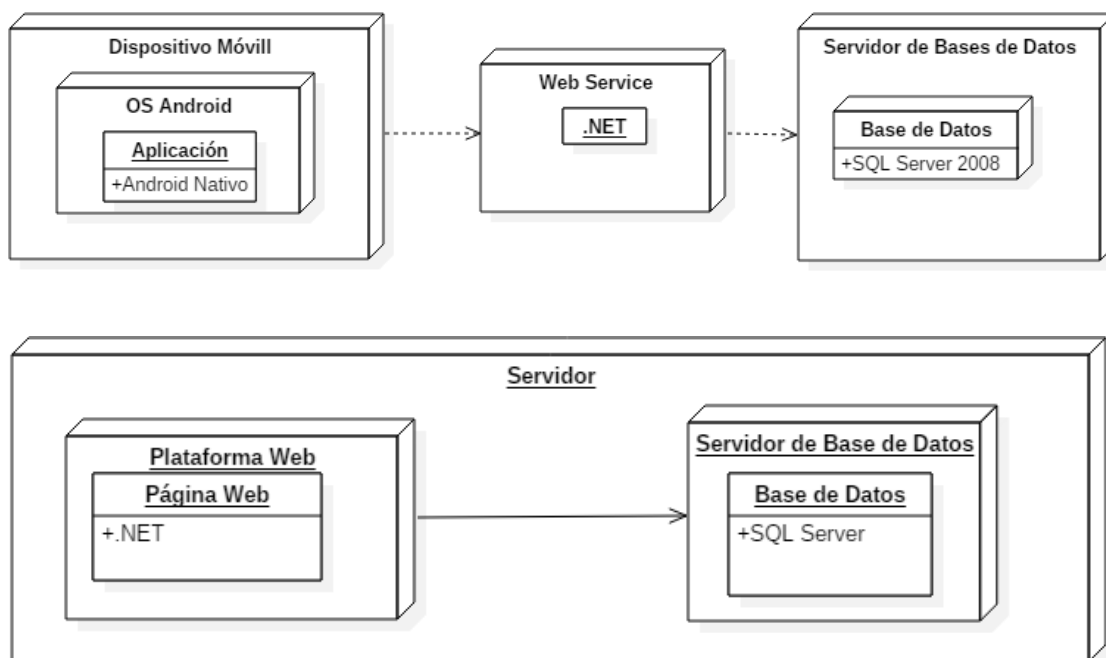 Dispositivo Móvill
OS Android
Aplicación
+Android Nativo
Web Service
.NET
Servidor de Bases de Datos
Base de Datos
+SQL Server 2008
Servidor
Plataforma Web
Página Web
+.NET
Servidor de Base de Datos
Base de Datos
+SQL Server